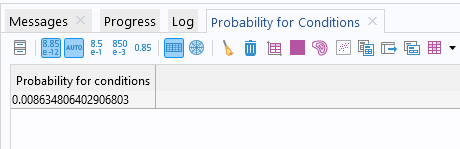 Messages × Progress Log Probability for Conditions ×
8.85 e-12 AUTO 8.5 e-1 850 e-3 0.85
Probability for conditions
0.008634806402906803